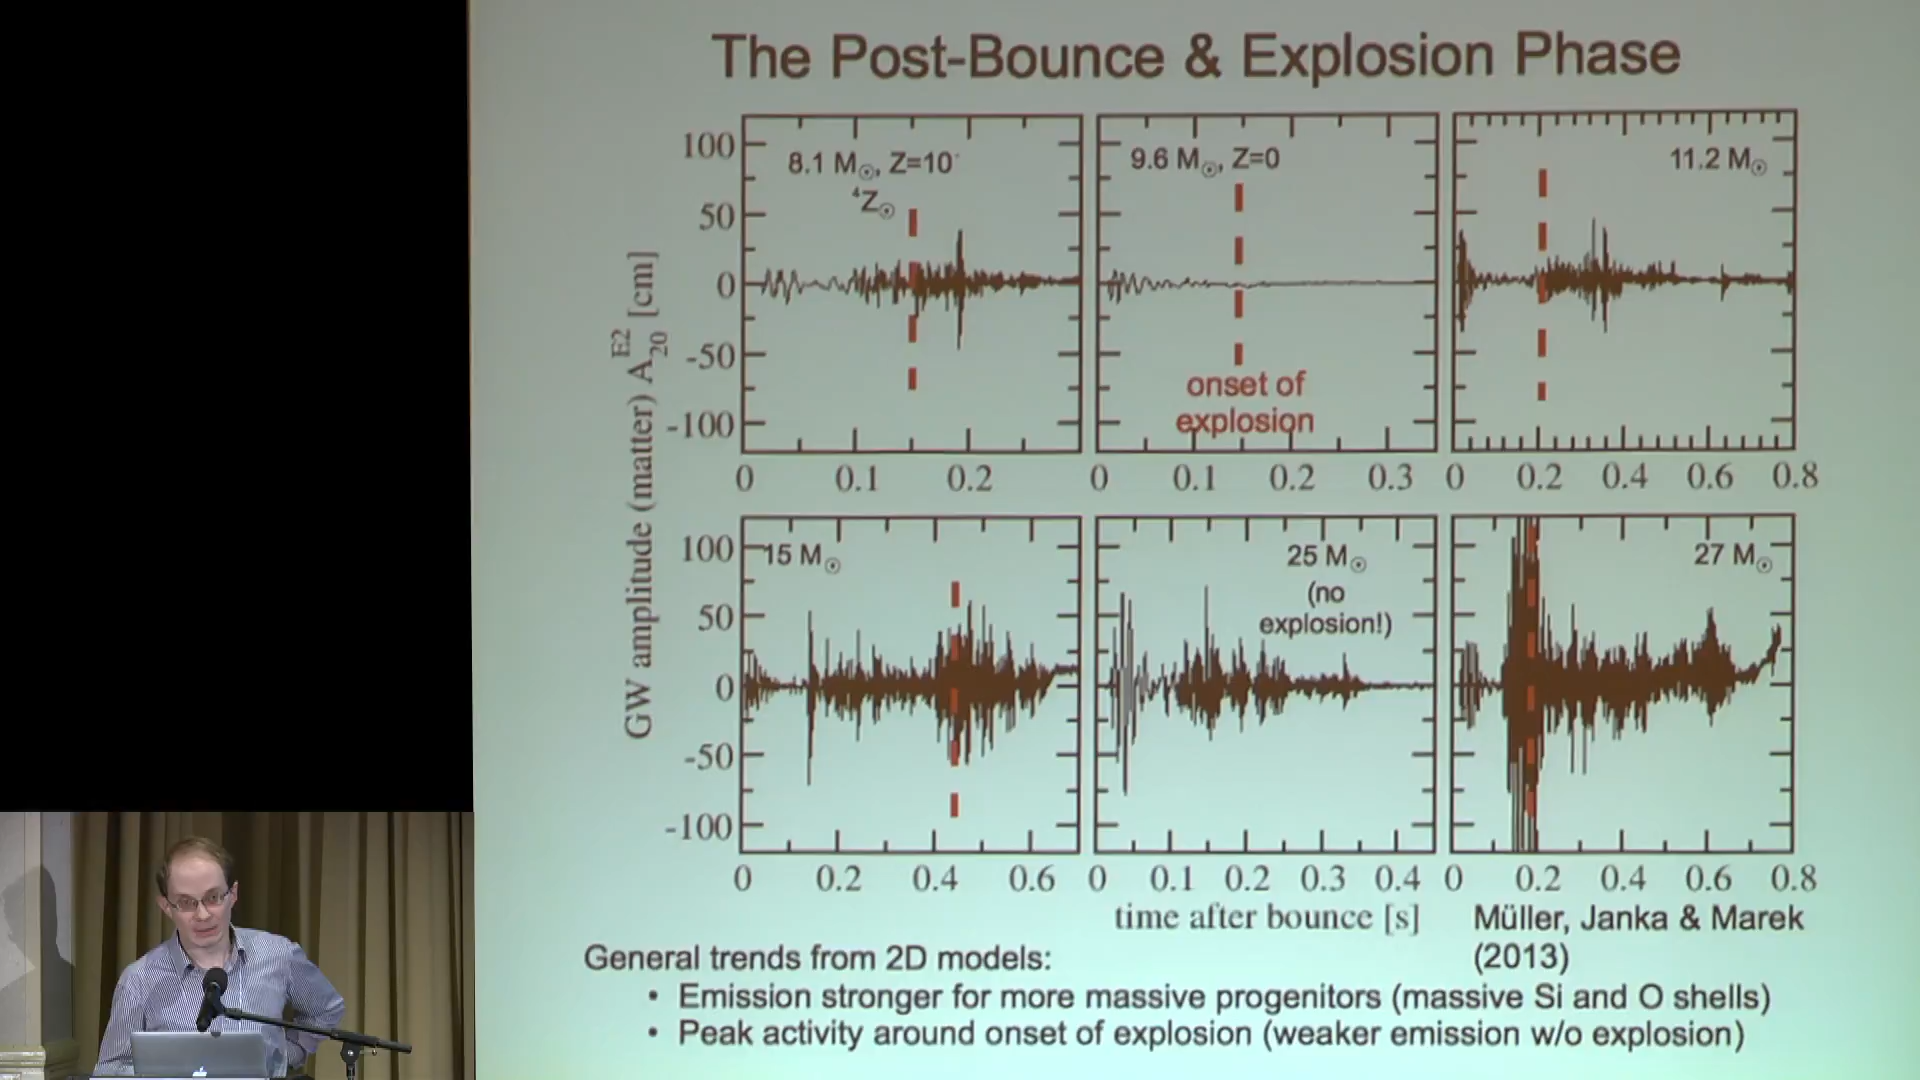 The Post-Bounce & Explosion Phase
GW amplitude (matter) A₂₀ᴱ² [cm]
100
50
0
-50
-100
8.1 M☉, Z=10⁻
⁴Z☉
0 0.1 0.2
9.6 M☉, Z=0
onset of
explosion
0 0.1 0.2 0.3
11.2 M☉
0 0.2 0.4 0.6 0.8
100
50
0
-50
-100
15 M☉
0 0.2 0.4 0.6
25 M☉
(no
explosion!)
0 0.1 0.2 0.3 0.4
27 M☉
0 0.2 0.4 0.6 0.8
time after bounce [s]
Müller, Janka & Marek
(2013)
General trends from 2D models:
• Emission stronger for more massive progenitors (massive Si and O shells)
• Peak activity around onset of explosion (weaker emission w/o explosion)